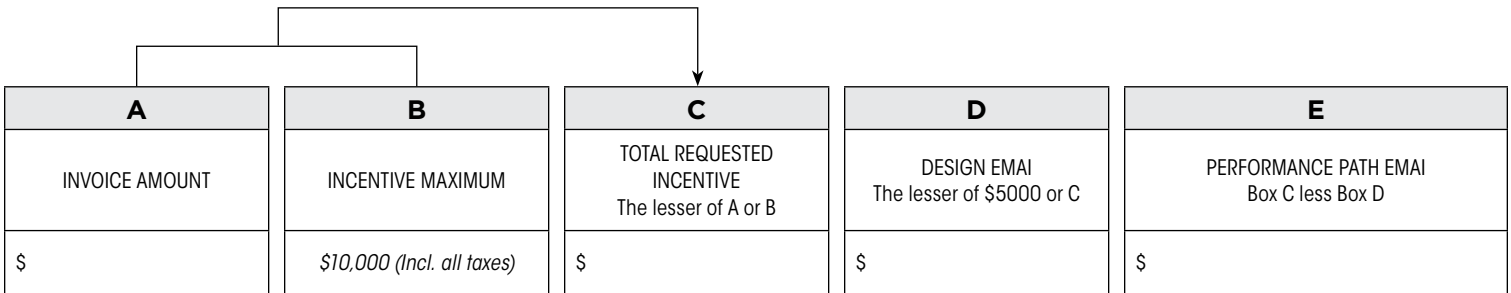 A
B
C
D
E
INVOICE AMOUNT
INCENTIVE MAXIMUM
TOTAL REQUESTED
INCENTIVE
The lesser of A or B
DESIGN EMAI
The lesser of $5000 or C
PERFORMANCE PATH EMAI
Box C less Box D
$
$10,000 (Incl. all taxes)
$
$
$